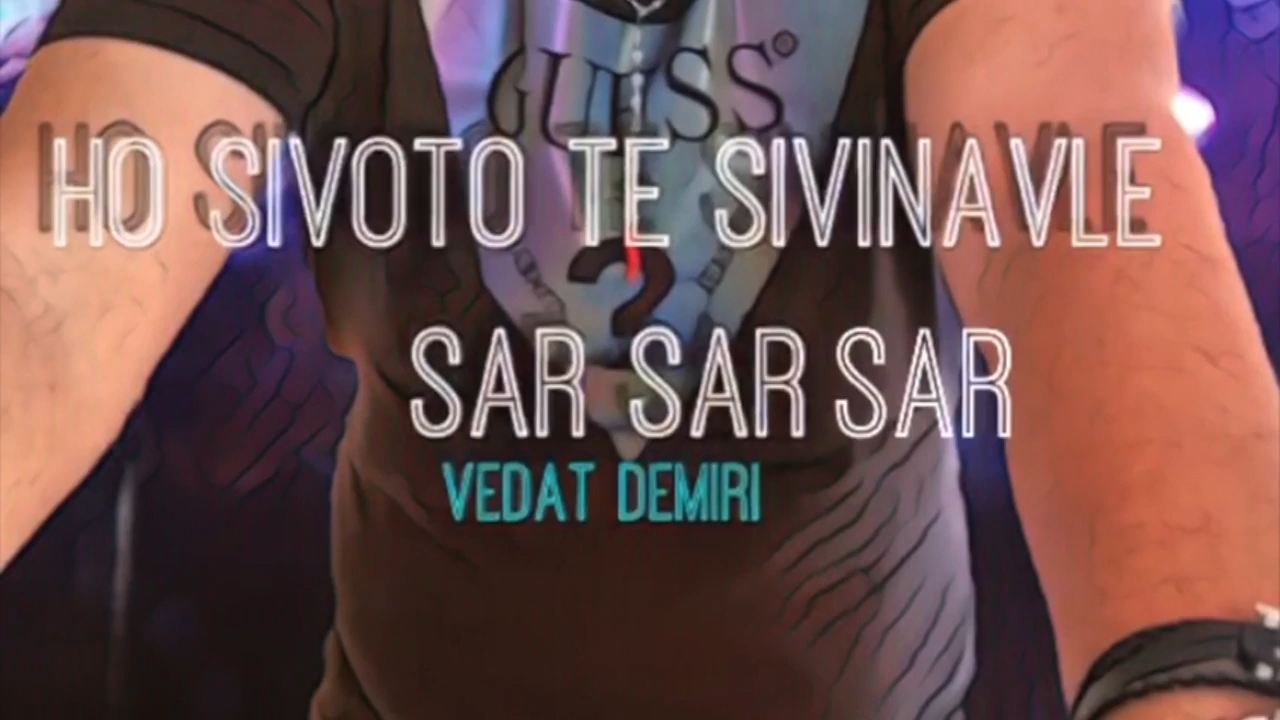 GUESS
HO SIVOTO TE SIVINAVLE
?
SAR SAR SAR
VEDAT DEMIRI